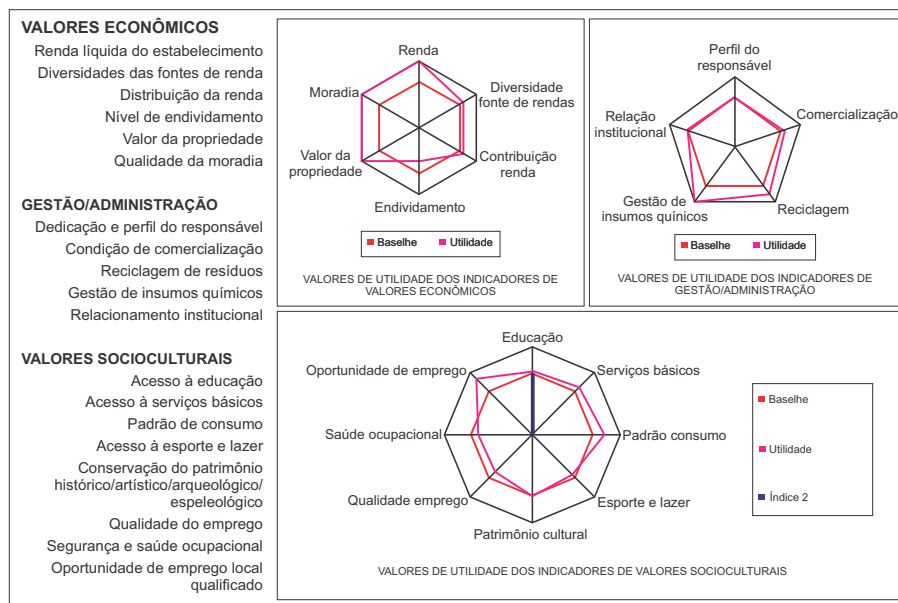 VALORES ECONÔMICOS
Renda líquida do estabelecimento
Diversidades das fontes de renda
Distribuição da renda
Nível de endividamento
Valor da propriedade
Qualidade da moradia
GESTÃO/ADMINISTRAÇÃO
Dedicação e perfil do responsável
Condição de comercialização
Reciclagem de resíduos
Gestão de insumos químicos
Relacionamento institucional
VALORES SOCIOCULTURAIS
Acesso à educação
Acesso à serviços básicos
Padrão de consumo
Acesso à esporte e lazer
Conservação do patrimônio
histórico/artístico/arqueológico/
espeleológico
Qualidade do emprego
Segurança e saúde ocupacional
Oportunidade de emprego local
qualificado
Renda
Moradia
Diversidade
fonte de rendas
Valor da
propriedade
Contribuição
renda
Endividamento
Baselhe
Utilidade
VALORES DE UTILIDADE DOS INDICADORES DE
VALORES ECONÔMICOS
Perfil do
responsável
Relação
institucional
Comercialização
Gestão de
insumos quínicos
Reciclagem
Baselhe
Utilidade
VALORES DE UTILIDADE DOS INDICADORES DE
GESTÃO/ADMINISTRAÇÃO
Educação
Oportunidade de emprego
Serviços básicos
Saúde ocupacional
Padrão consumo
Qualidade emprego
Esporte e lazer
Patrimônio cultural
Baselhe
Utilidade
Índice 2
VALORES DE UTILIDADE DOS INDICADORES DE VALORES SOCIOCULTURAIS